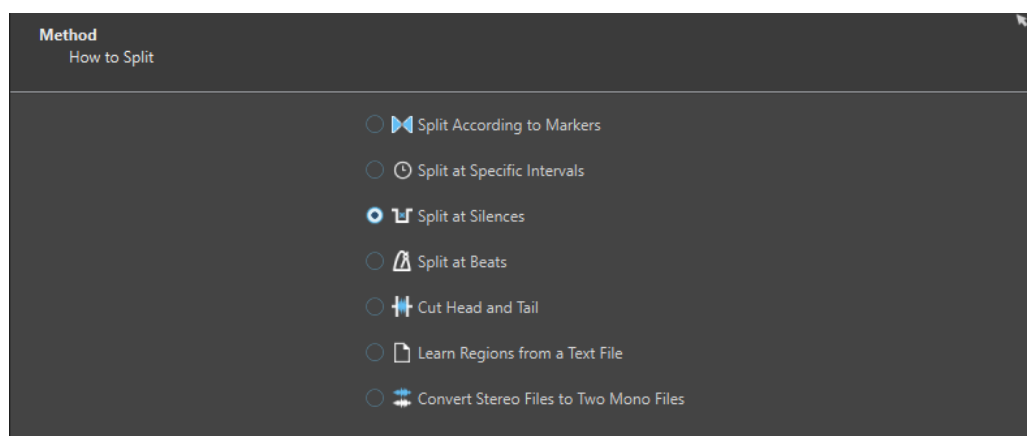 Method
How to Split
Split According to Markers
Split at Specific Intervals
Split at Silences
Split at Beats
Cut Head and Tail
Learn Regions from a Text File
Convert Stereo Files to Two Mono Files